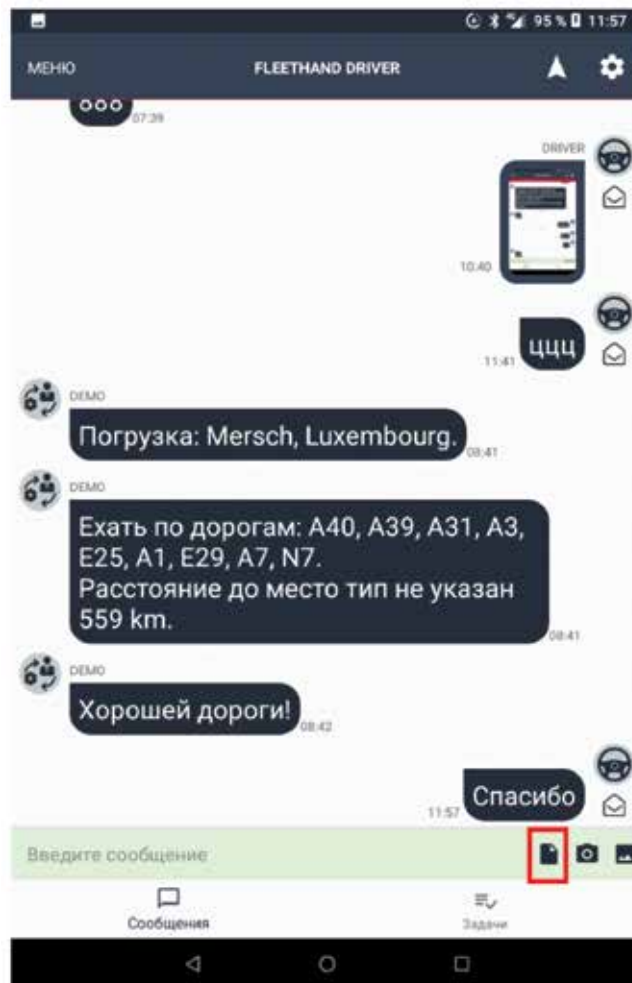 95 % 11:57
МЕНЮ FLEETHAND DRIVER
ооо
07:39
DRIVER
10:40
ццц
11:41
DEMO
Погрузка: Mersch, Luxembourg.
08:41
DEMO
Ехать по дорогам: A40, A39, A31, A3,
E25, A1, E29, A7, N7.
Расстояние до место тип не указан
559 km.
08:41
DEMO
Хорошей дороги!
08:42
Спасибо
11:57
Введите сообщение
Сообщения Задачи